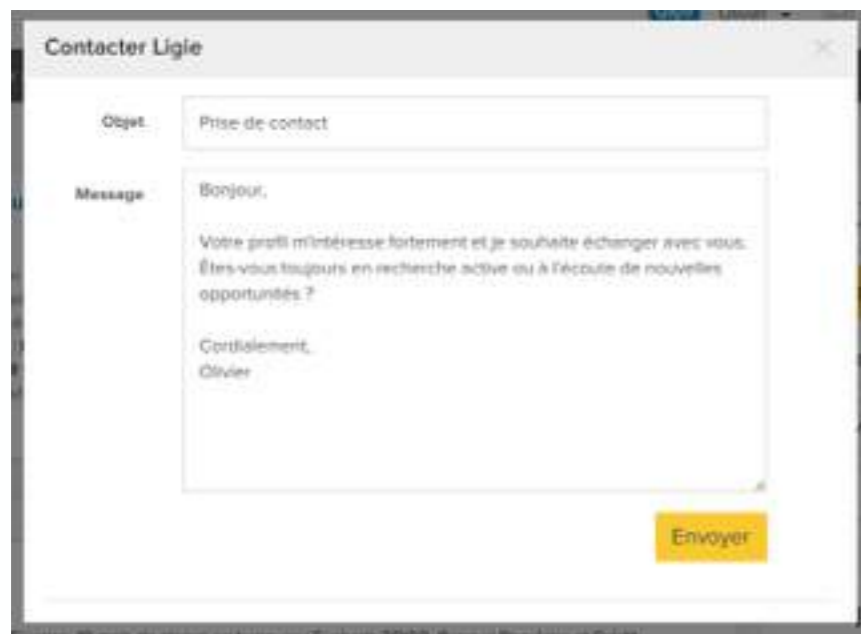 Contacter Ligie
Objet
Prise de contact
Message
Bonjour,
Votre profil m'intéresse fortement et je souhaite échanger avec vous.
Êtes-vous toujours en recherche active ou à l'écoute de nouvelles
opportunités ?
Cordialement,
Olivier
Envoyer